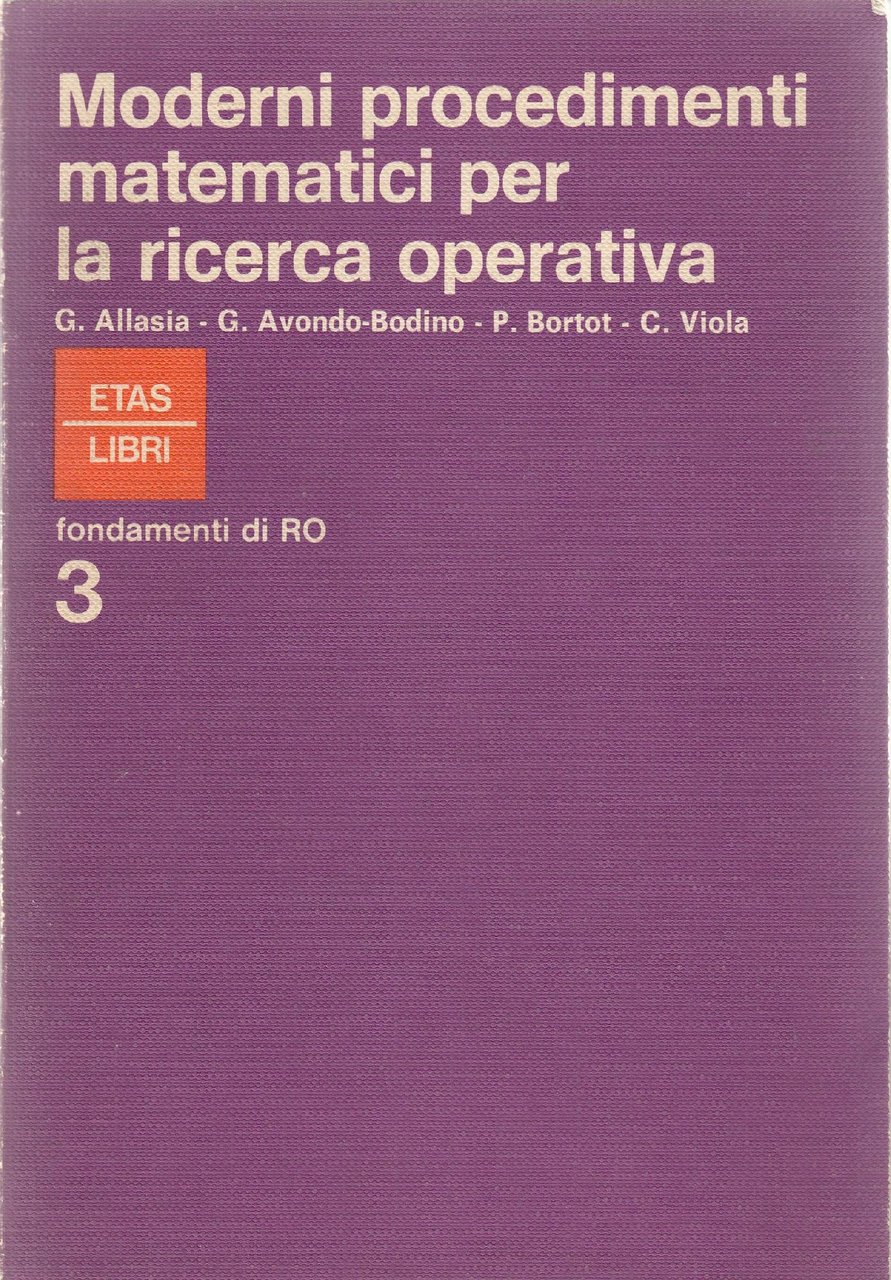 Moderni procedimenti
matematici per
la ricerca operativa
G. Allasia - G. Avondo-Bodino - P. Bortot - C. Viola
ETAS
LIBRI
fondamenti di RO
3